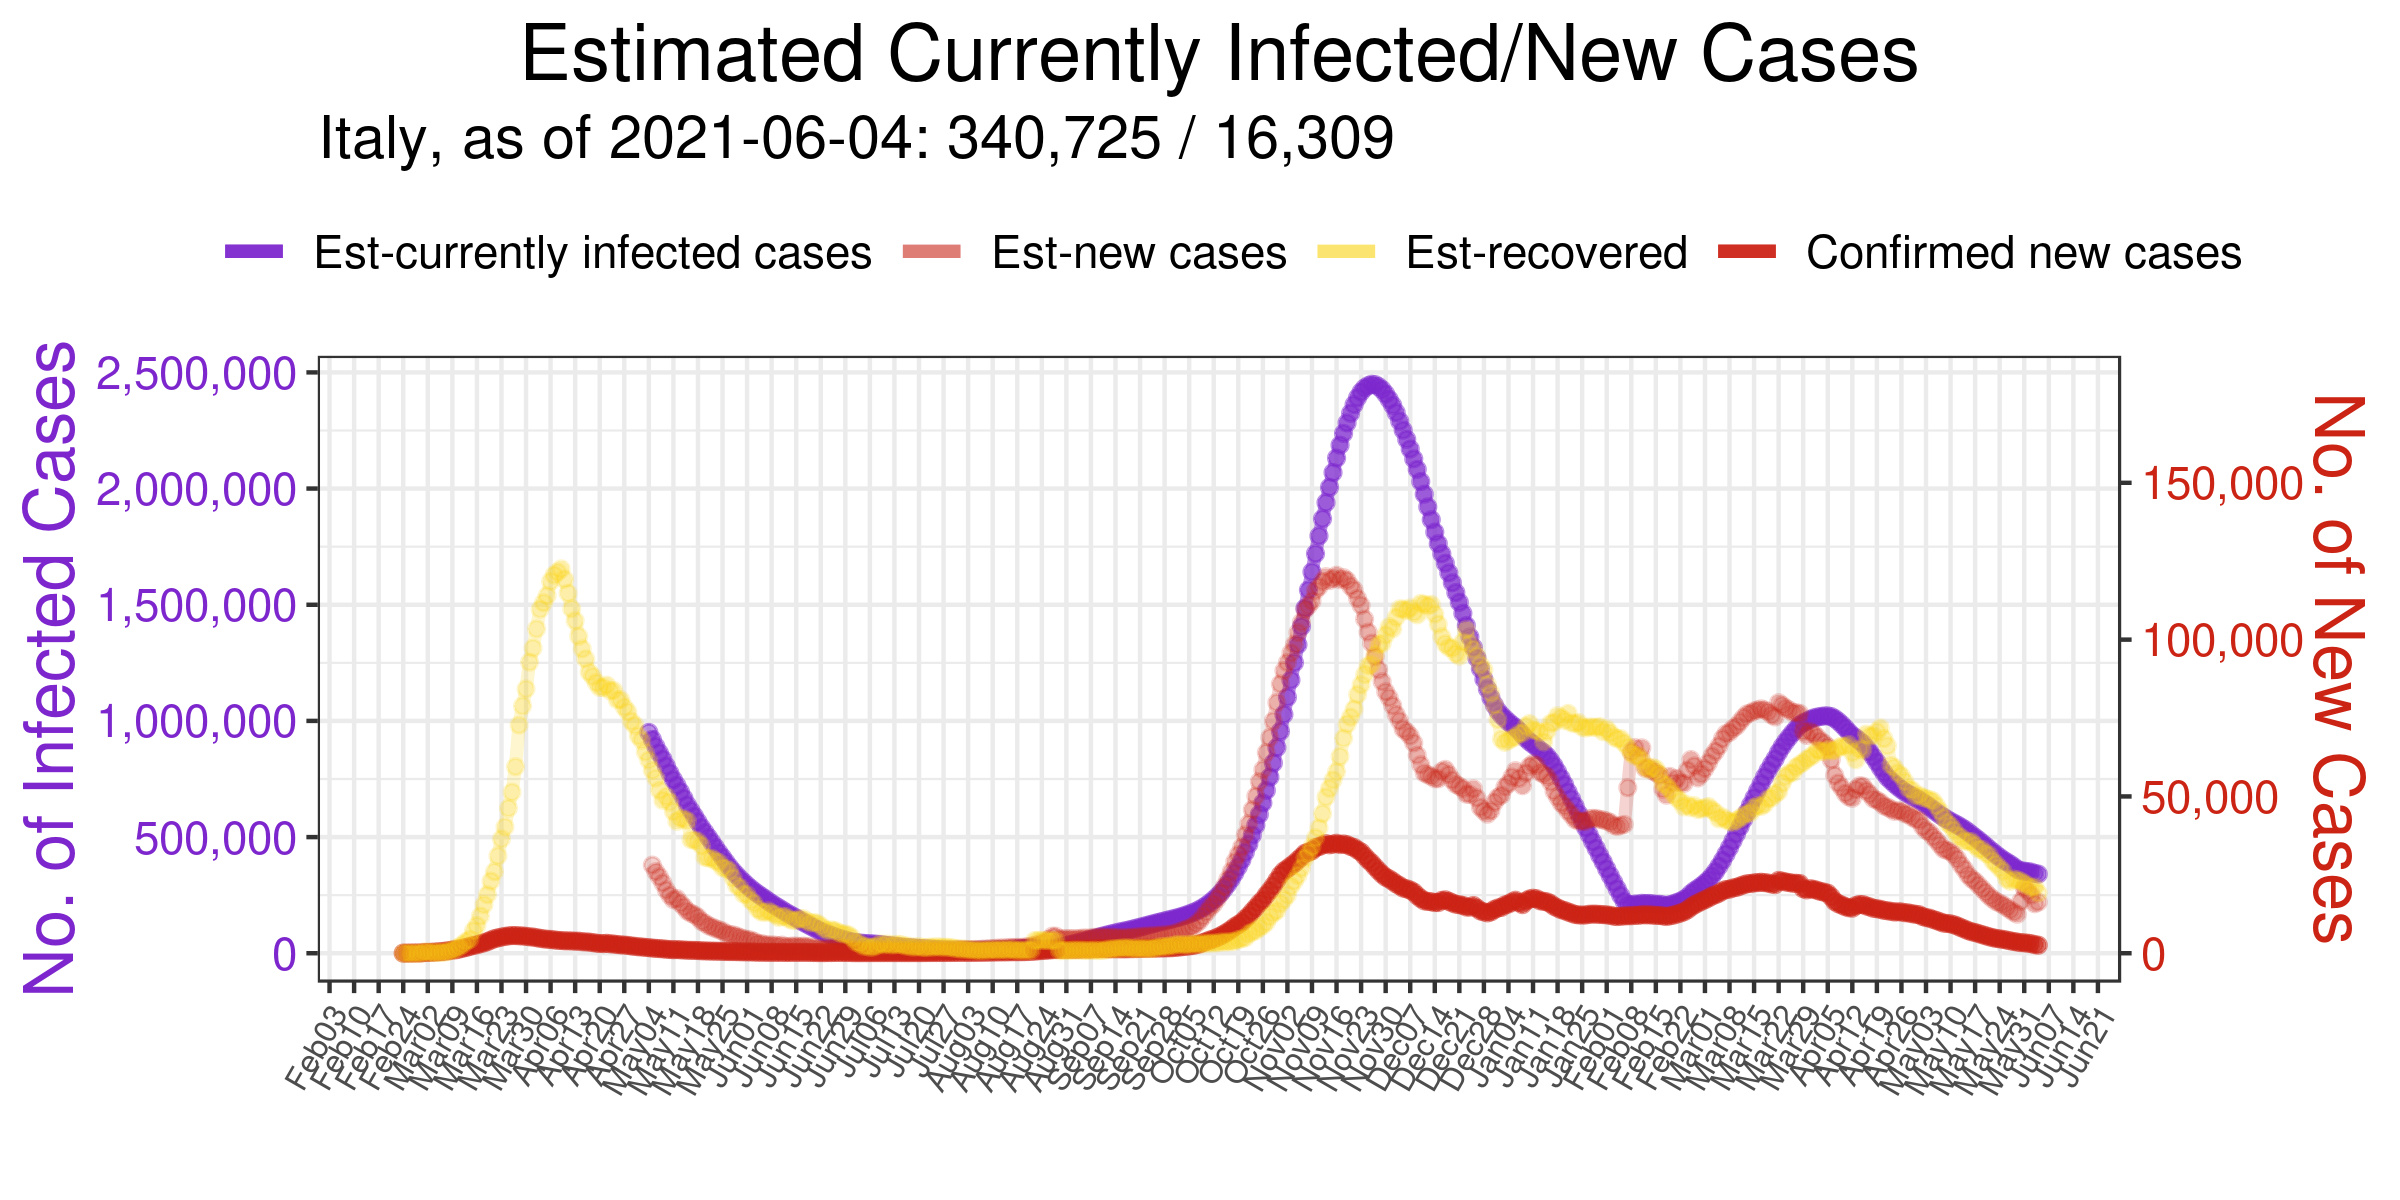 Estimated Currently Infected/New Cases
Italy, as of 2021-06-04: 340,725 / 16,309
Est-currently infected cases Est-new cases Est-recovered Confirmed new cases
No. of Infected Cases
2,500,000
2,000,000
1,500,000
1,000,000
500,000
0
No. of New Cases
150,000
100,000
50,000
0
Feb03
Feb10
Feb17
Feb24
Mar02
Mar09
Mar16
Mar23
Mar30
Apr06
Apr13
Apr20
Apr27
May04
May11
May18
May25
Jun01
Jun08
Jun15
Jun22
Jun29
Jul06
Jul13
Jul20
Jul27
Aug03
Aug10
Aug17
Aug24
Aug31
Sep07
Sep14
Sep21
Sep28
Oct05
Oct12
Oct19
Oct26
Nov02
Nov09
Nov16
Nov23
Nov30
Dec07
Dec14
Dec21
Dec28
Jan04
Jan11
Jan18
Jan25
Feb01
Feb08
Feb15
Feb22
Mar01
Mar08
Mar15
Mar22
Mar29
Apr05
Apr12
Apr19
Apr26
May03
May10
May17
May24
May31
Jun07
Jun14
Jun21